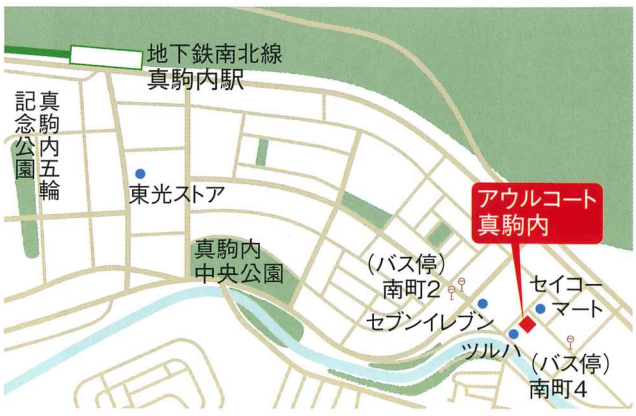 地下鉄南北線
真駒内駅
真駒内五輪
記念公園
東光ストア
真駒内
中央公園
アウルコート
真駒内
(バス停)
南町2
セイコー
マート
セブンイレブン
ツルハ
(バス停)
南町4